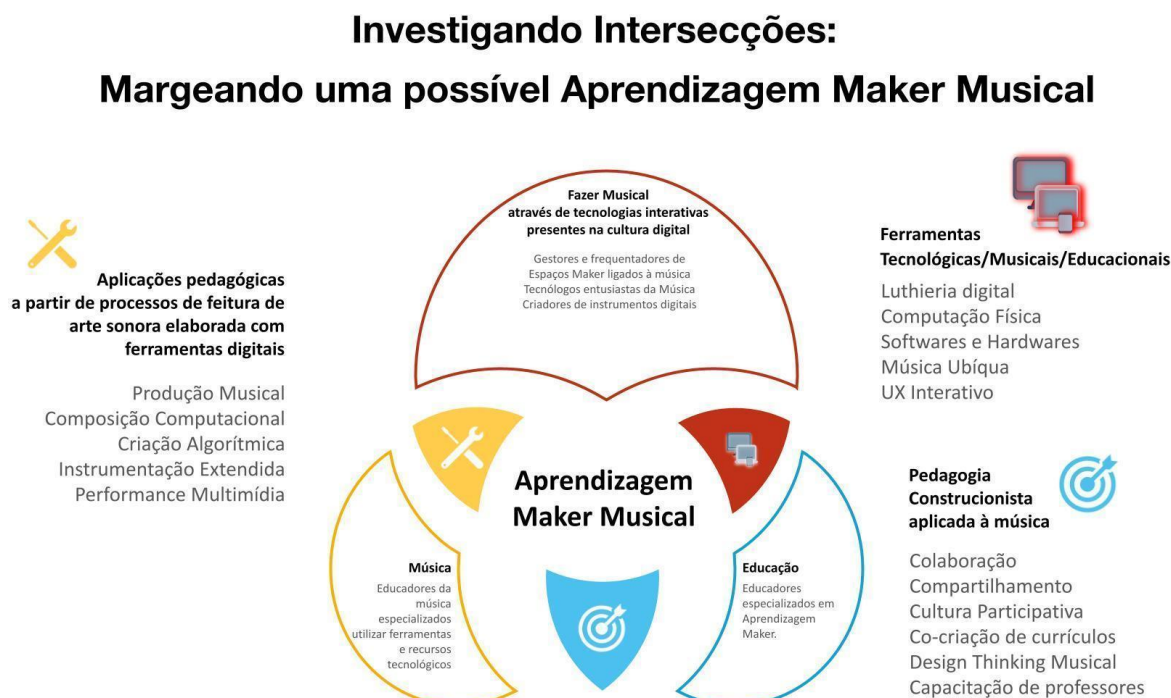 Investigando Intersecções:
Margeando uma possível Aprendizagem Maker Musical
Aplicações pedagógicas
a partir de processos de feitura de
arte sonora elaborada com
ferramentas digitais
Produção Musical
Composição Computacional
Criação Algorítmica
Instrumentação Extendida
Performance Multimídia
Fazer Musical
através de tecnologias interativas
presentes na cultura digital
Gestores e frequentadores de
Espaços Maker ligados à música
Tecnólogos entusiastas da Música
Criadores de instrumentos digitais
Ferramentas
Tecnológicas/Musicais/Educacionais
Luthieria digital
Computação Física
Softwares e Hardwares
Música Ubíqua
UX Interativo
Aprendizagem
Maker Musical
Música
Educadores da
música
especializados
utilizar ferramentas
e recursos
tecnológicos
Educação
Educadores
especializados em
Aprendizagem
Maker.
Pedagogia
Construcionista
aplicada à música
Colaboração
Compartilhamento
Cultura Participativa
Co-criação de currículos
Design Thinking Musical
Capacitação de professores